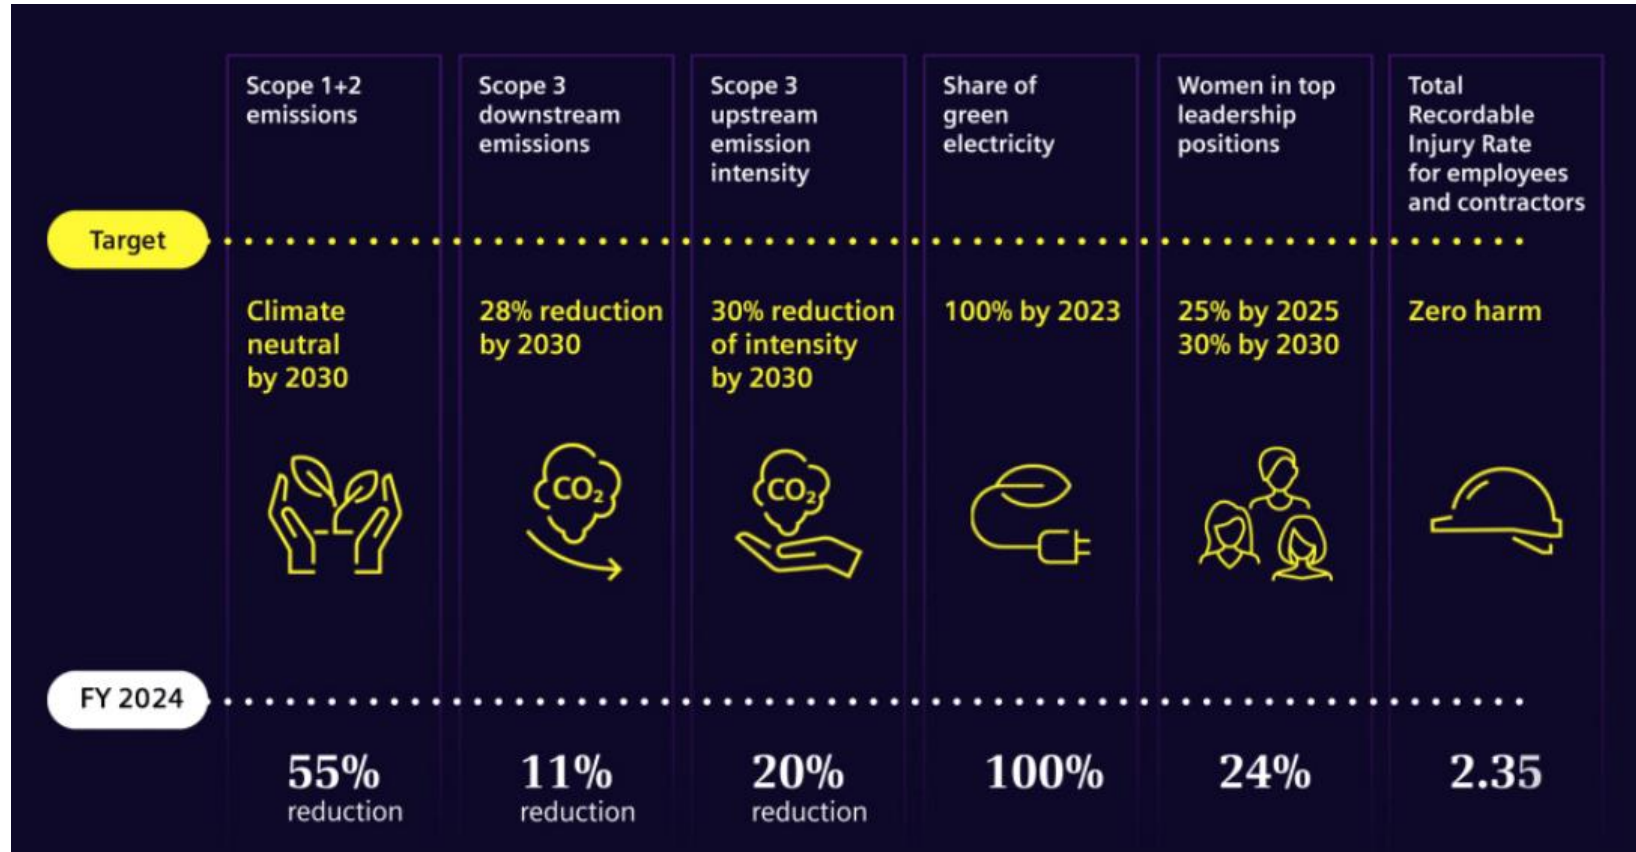 Scope 1+2
emissions
Scope 3
downstream
emissions
Scope 3
upstream
emission
intensity
Share of
green
electricity
Women in top
leadership
positions
Total
Recordable
Injury Rate
for employees
and contractors
Target
Climate
neutral
by 2030
28% reduction
by 2030
30% reduction
of intensity
by 2030
100% by 2023
25% by 2025
30% by 2030
Zero harm
CO₂
CO₂
FY 2024
55%
reduction
11%
reduction
20%
reduction
100%
24%
2.35